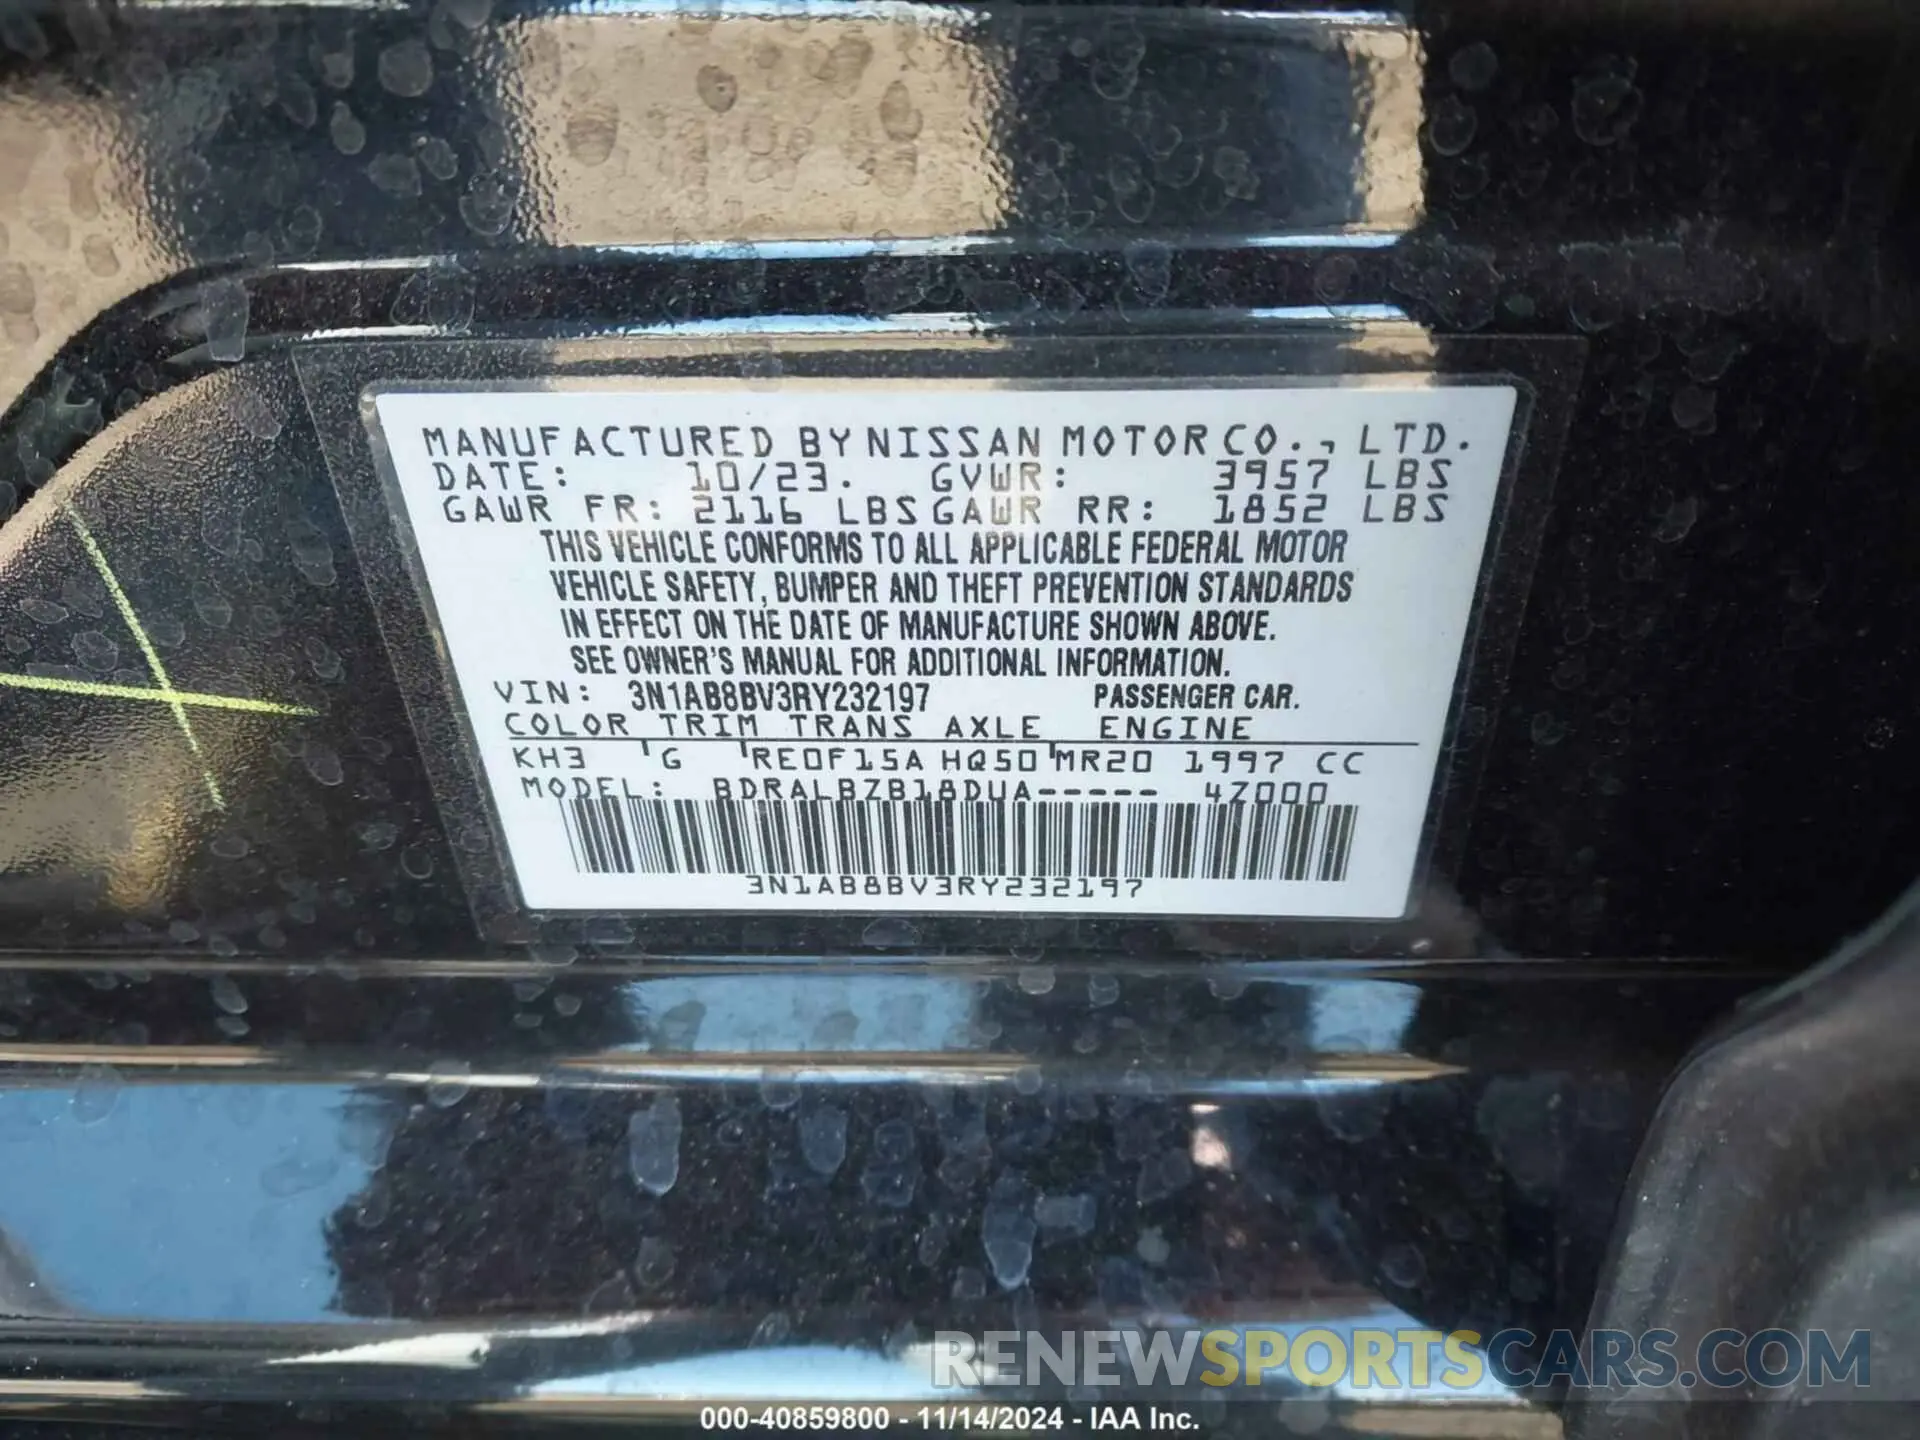 MANUFACTURED BY NISSAN MOTOR CO., LTD.
DATE: 10/23. GVWR: 3957 LBS
GAWR FR: 2116 LBS GAWR RR: 1852 LBS
THIS VEHICLE CONFORMS TO ALL APPLICABLE FEDERAL MOTOR
VEHICLE SAFETY, BUMPER AND THEFT PREVENTION STANDARDS
IN EFFECT ON THE DATE OF MANUFACTURE SHOWN ABOVE.
SEE OWNER'S MANUAL FOR ADDITIONAL INFORMATION.
VIN: 3N1AB8BV3RY232197 PASSENGER CAR.
COLOR TRIM TRANS AXLE ENGINE
KH3 G RE0F15A HQ50 MR20 1997 CC
MODEL: BDRALBZB18DUA----- 4Z000
3N1AB8BV3RY232197
RENEWSPORTSCARS.COM
000-40859800 - 11/14/2024 - IAA Inc.